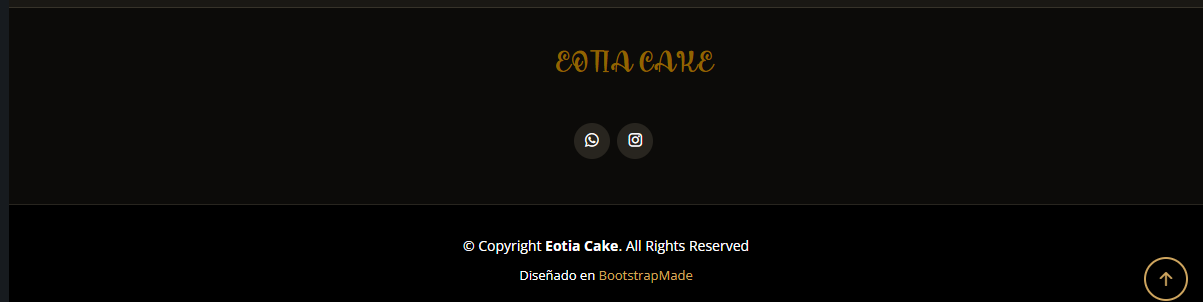 EOTIA CAKE
© Copyright Eotia Cake. All Rights Reserved
Diseñado en BootstrapMade